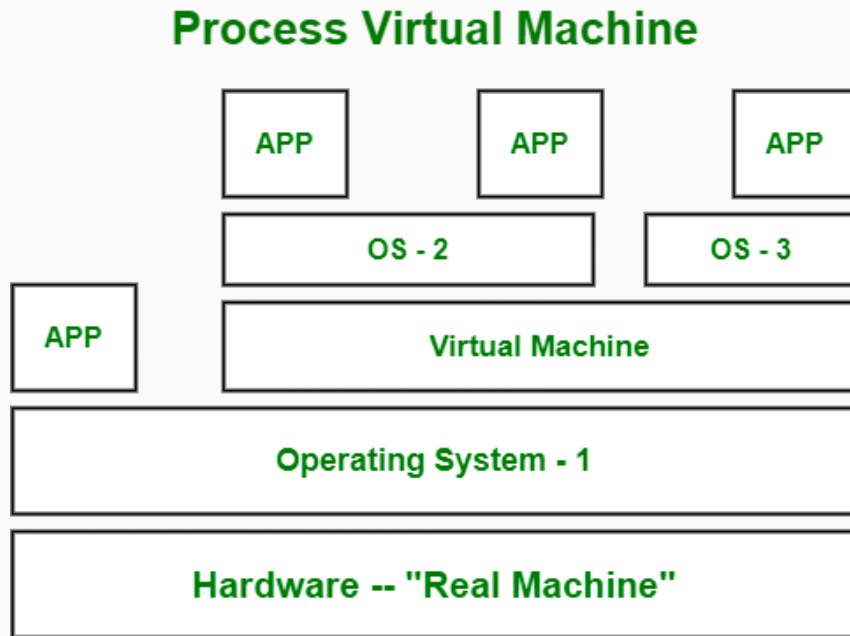 Process Virtual Machine
APP APP APP
OS - 2 OS - 3
APP
Virtual Machine
Operating System - 1
Hardware -- "Real Machine"